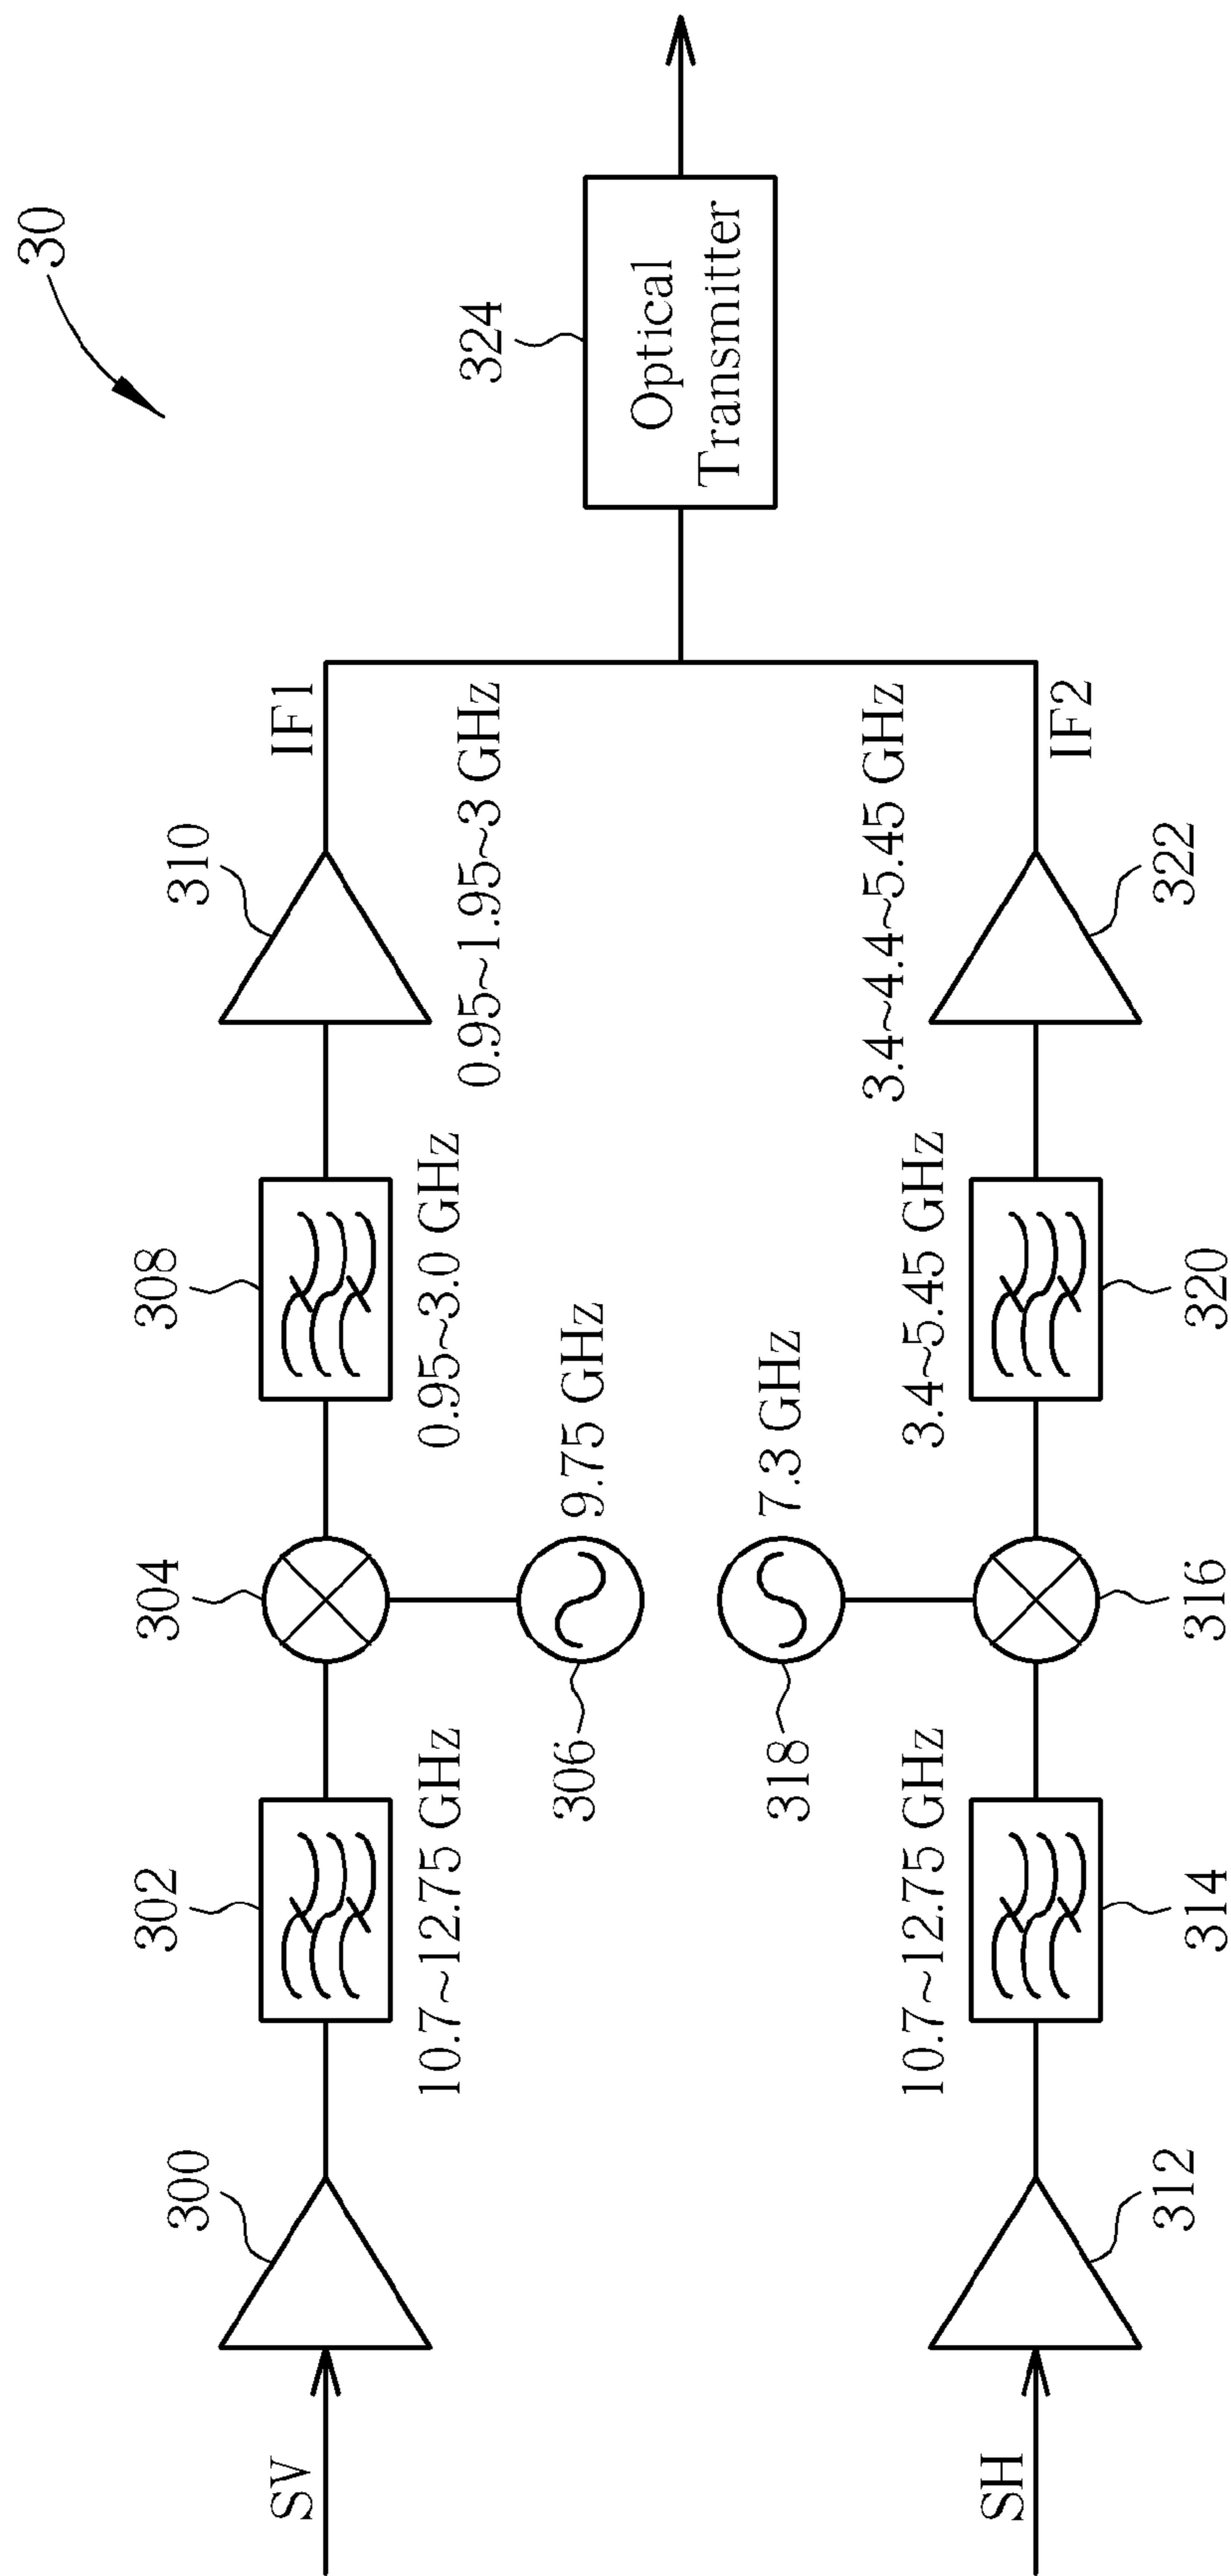 30
SV
300
302
10.7~12.75 GHz
304
306
9.75 GHz
308
0.95~3.0 GHz
310
0.95~1.95~3 GHz
IF1
324
Optical
Transmitter
SH
312
314
10.7~12.75 GHz
316
318
7.3 GHz
320
3.4~5.45 GHz
322
3.4~4.4~5.45 GHz
IF2